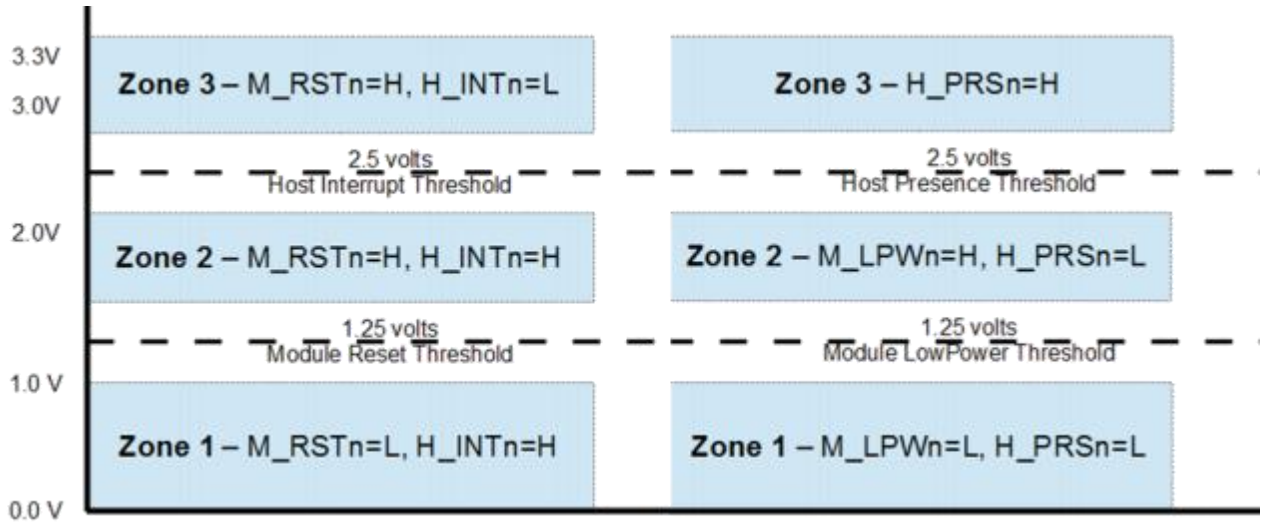 3.3V
Zone 3 – M_RSTn=H, H_INTn=L
Zone 3 – H_PRSn=H
3.0V
2.5 volts
2.5 volts
Host Interrupt Threshold
Host Presence Threshold
2.0V
Zone 2 – M_RSTn=H, H_INTn=H
Zone 2 – M_LPWn=H, H_PRSn=L
1.25 volts
1.25 volts
Module Reset Threshold
Module LowPower Threshold
1.0 V
Zone 1 – M_RSTn=L, H_INTn=H
Zone 1 – M_LPWn=L, H_PRSn=L
0.0 V